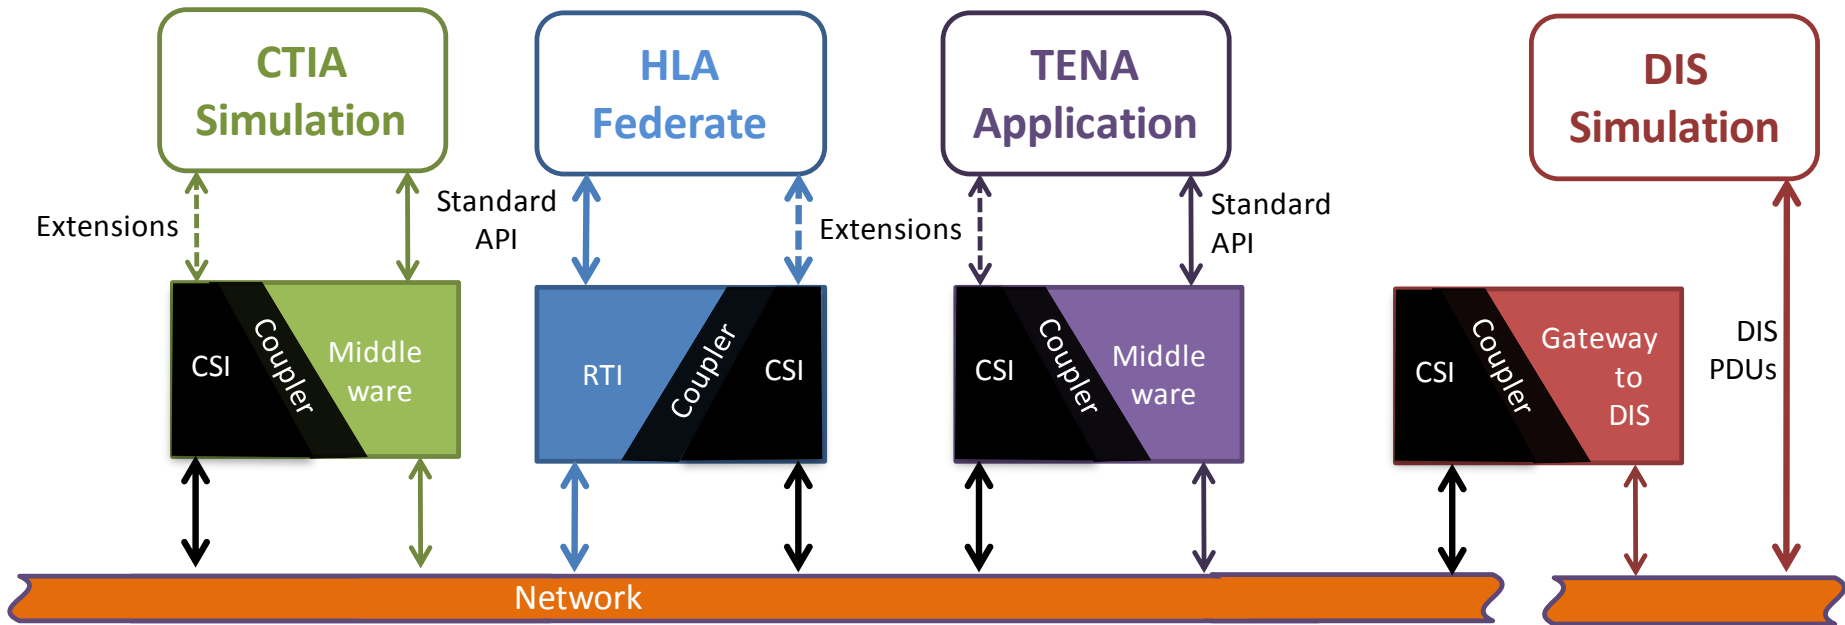 CTIA
Simulation
HLA
Federate
TENA
Application
DIS
Simulation
Extensions
Standard
API
Extensions
Standard
API
CSI
Coupler
Middle
ware
RTI
Coupler
CSI
CSI
Coupler
Middle
ware
CSI
Coupler
Gateway
to
DIS
DIS
PDUs
Network